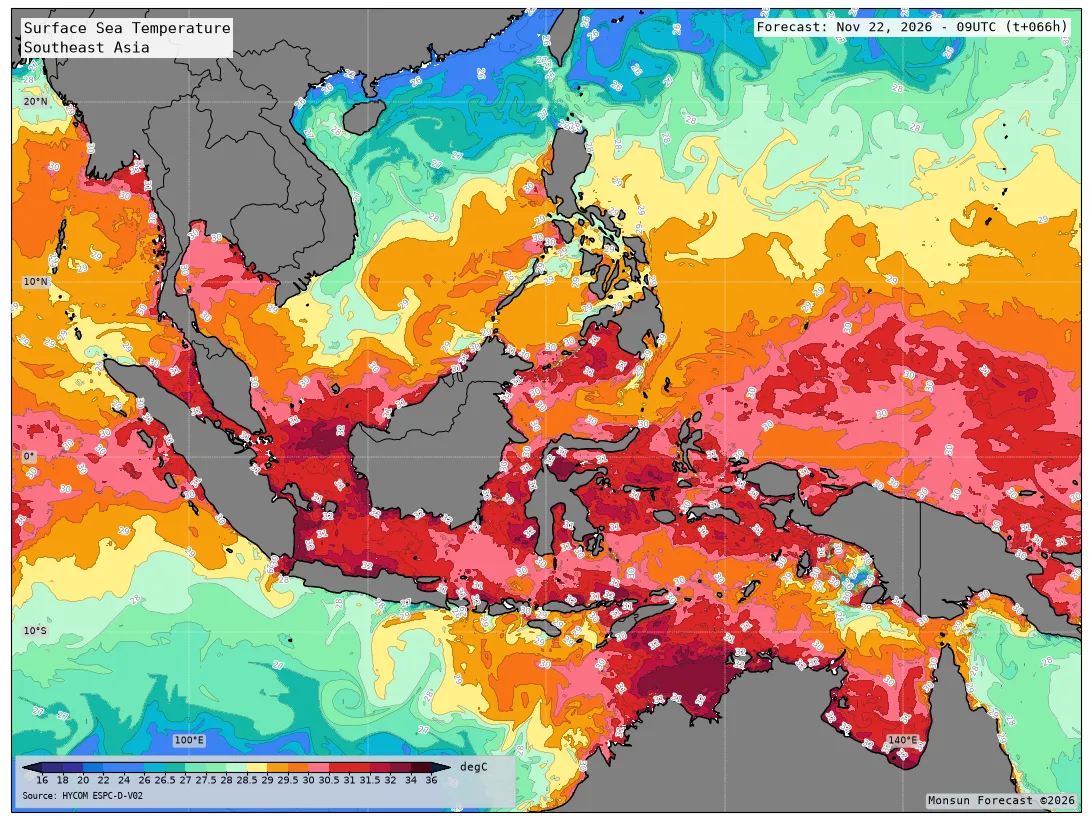 Surface Sea Temperature
Southeast Asia
Forecast: Nov 22, 2026 - 09UTC (t+066h)
20°N
10°N
0°
10°S
100°E
140°E
degC
16 18 20 22 24 26 26.5 27 27.5 28 28.5 29 29.5 30 30.5 31 31.5 32 34 36
Source: HYCOM ESPC-D-V02
Monsun Forecast ©2026